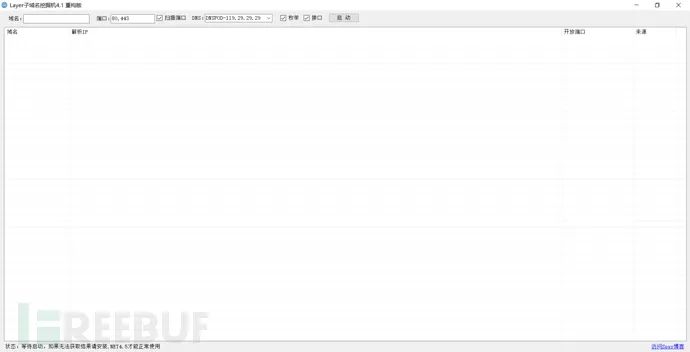 Layer子域名挖掘机4.1 重构版
域名: 端口: 80,443 扫描端口 DNS: DNSPOD-119.29.29.29 枚举 接口 启 动
域名 解析IP 开放端口 来源
REEBUF
状态: 等待启动，如果无法获取结果请安装.NET4.5才能正常使用
访问Seay博客